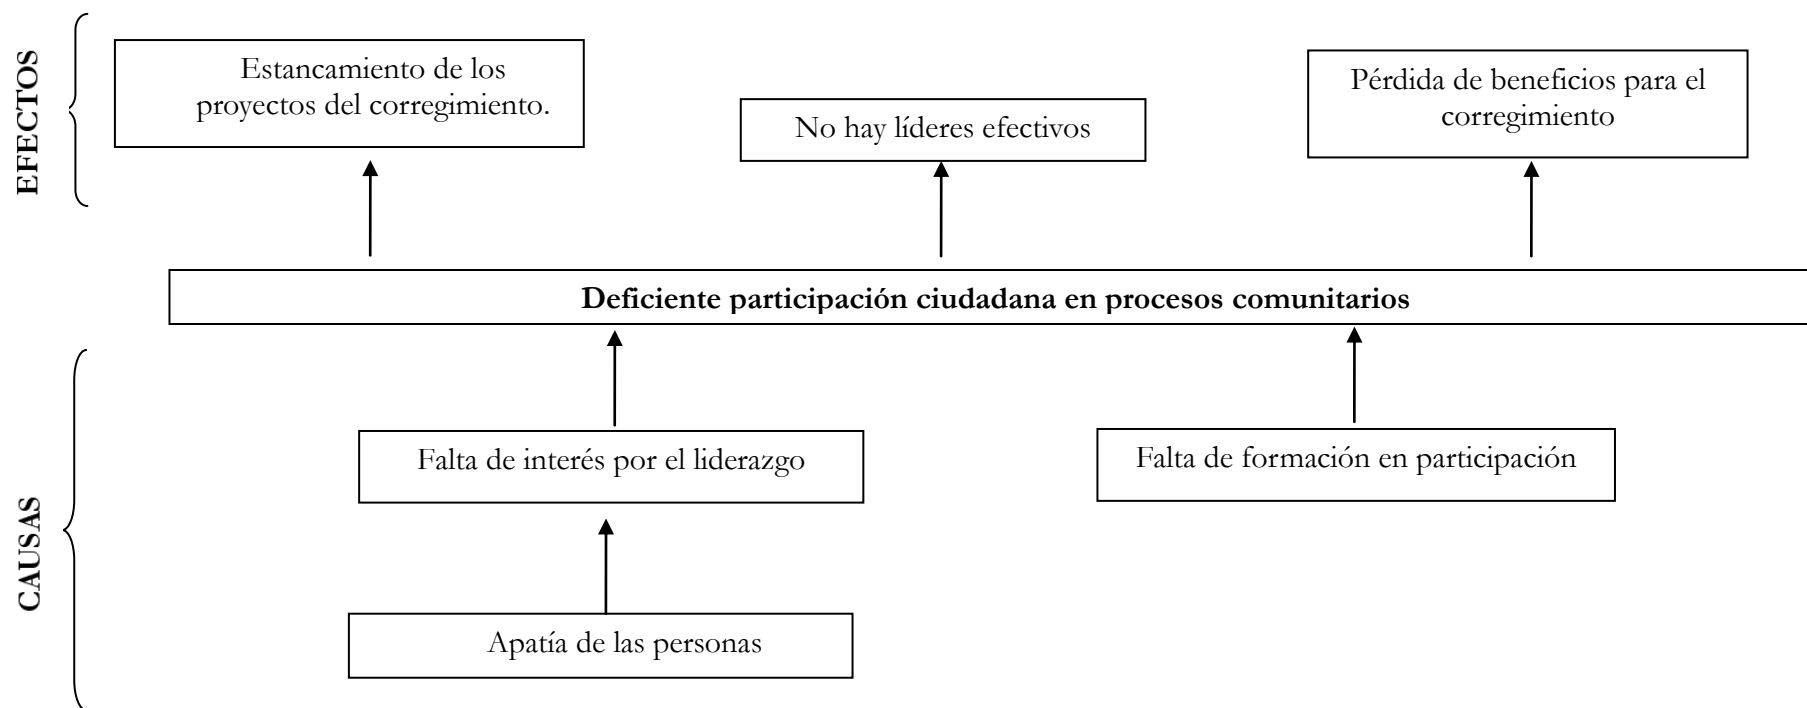 EFECTOS
Estancamiento de los
proyectos del corregimiento.
No hay líderes efectivos
Pérdida de beneficios para el
corregimiento
Deficiente participación ciudadana en procesos comunitarios
CAUSAS
Falta de interés por el liderazgo
Falta de formación en participación
Apatía de las personas